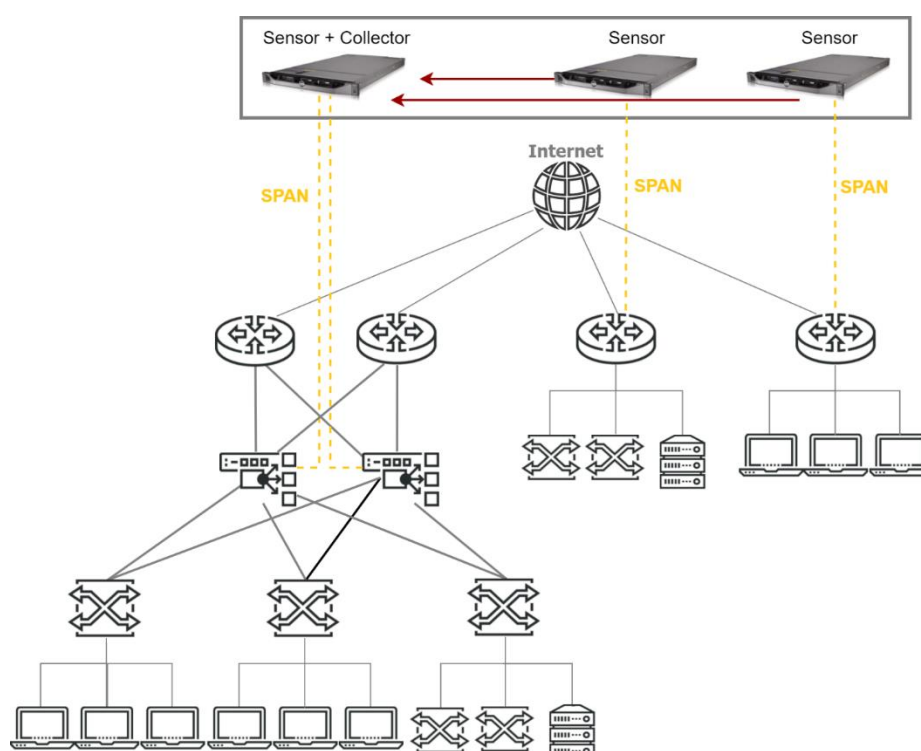 Sensor + Collector
Sensor
Sensor
Internet
SPAN
SPAN
SPAN